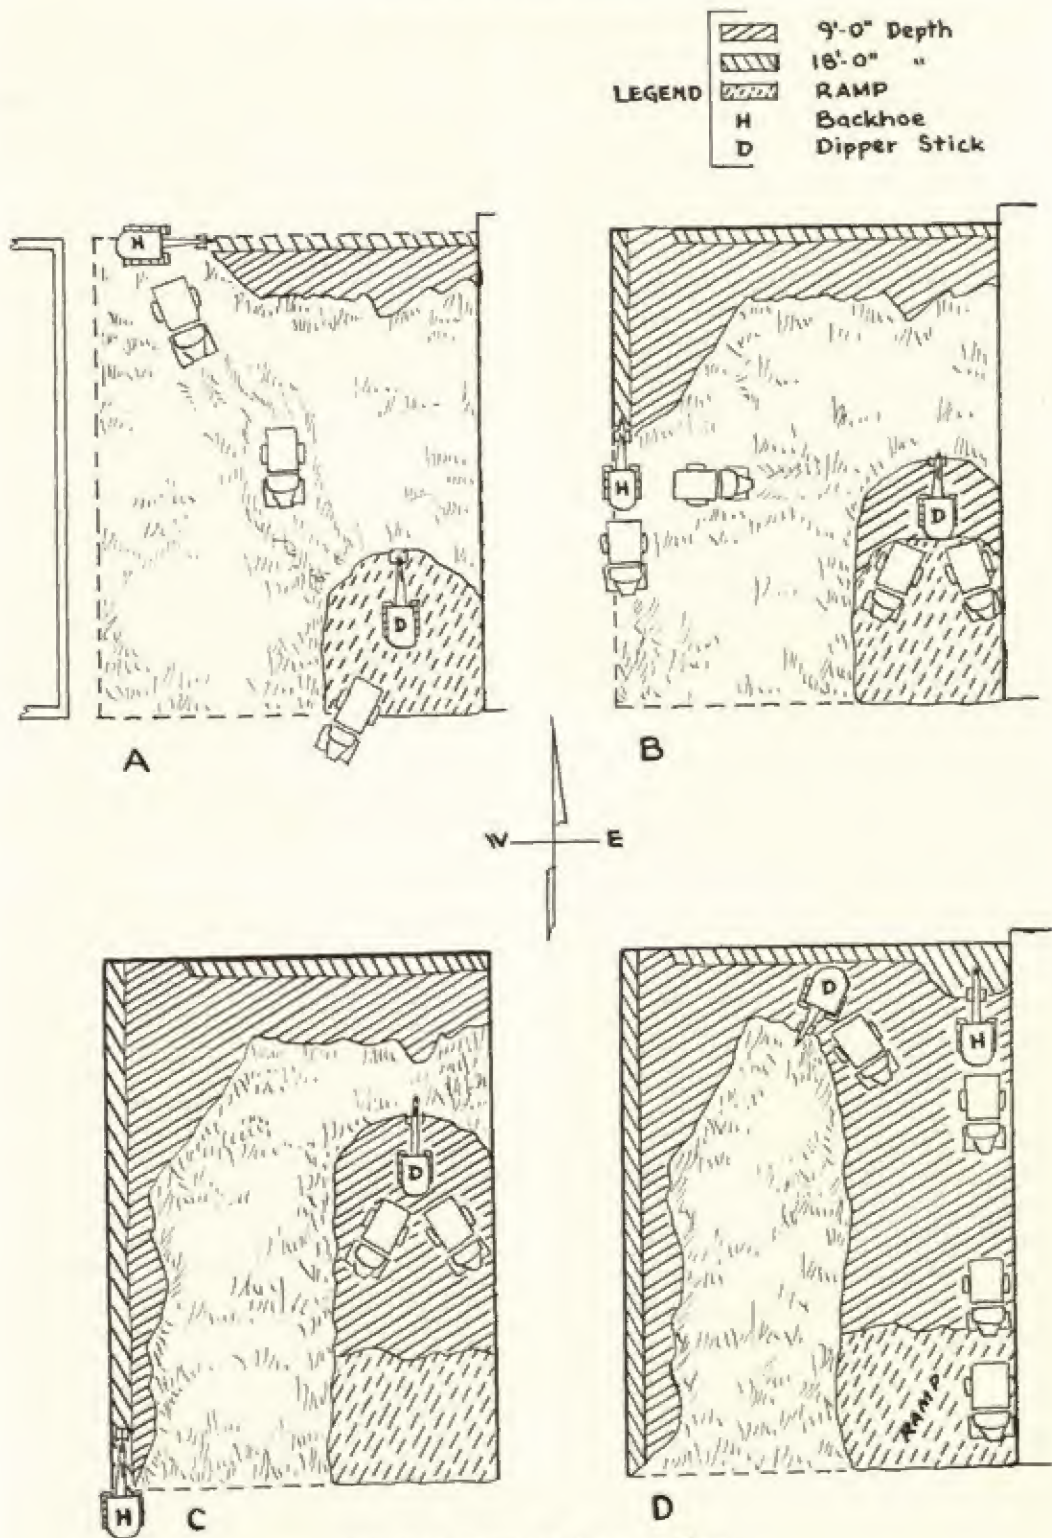 LEGEND
9'-0" Depth
18'-0" "
RAMP
H Backhoe
D Dipper Stick
H
D
A
H
D
B
W E
D
H
C
D
H
RAMP
D